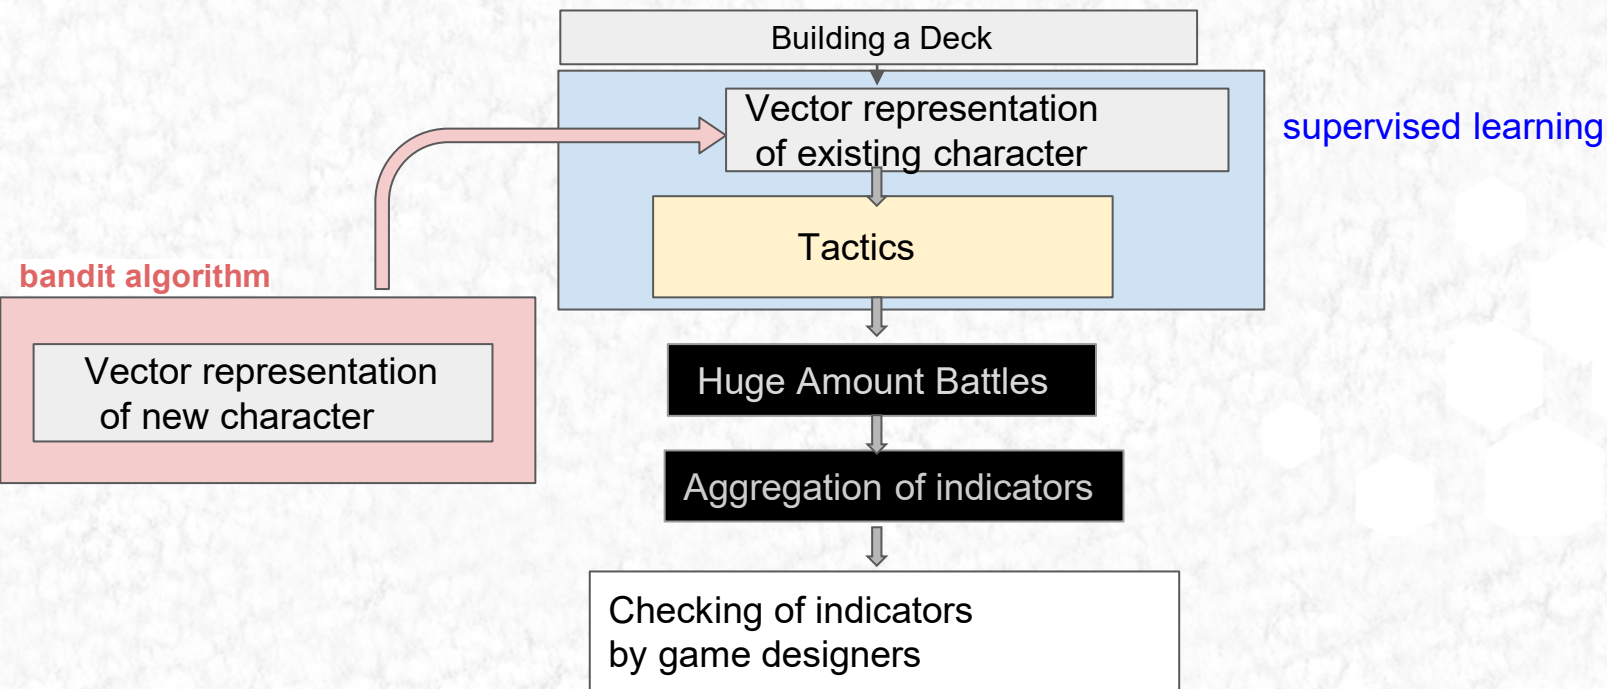 Building a Deck
Vector representation
of existing character
supervised learning
Tactics
bandit algorithm
Vector representation
of new character
Huge Amount Battles
Aggregation of indicators
Checking of indicators
by game designers